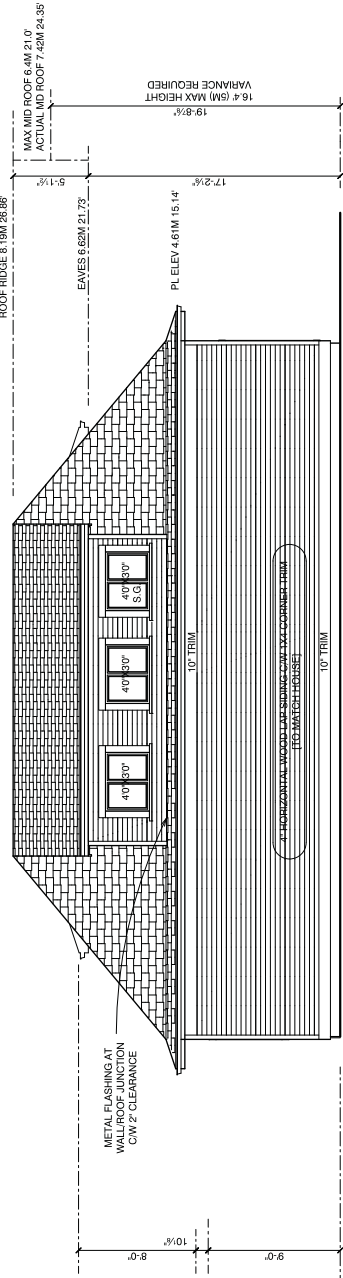 ROOF RIDGE 8.19M 26.86'
MAX MID ROOF 6.4M 21.0'
ACTUAL MD ROOF 7.42M 24.35'
5'-1½"
EAVES 6.62M 21.73'
19'-8⅞"
16.4' (5M) MAX HEIGHT
VARIANCE REQUIRED
17'-2⅛"
PL ELEV 4.61M 15.14'
4'0"X3'0"
4'0"X3'0"
4'0"X3'0"
S.G.
METAL FLASHING AT
WALL/ROOF JUNCTION
C/W 2" CLEARANCE
8'-0"
10⅛"
9'-0"
10" TRIM
4" HORIZONTAL WOOD LAP SIDING C/W 1X4 CORNER TRIM
[TO MATCH HOUSE]
10" TRIM